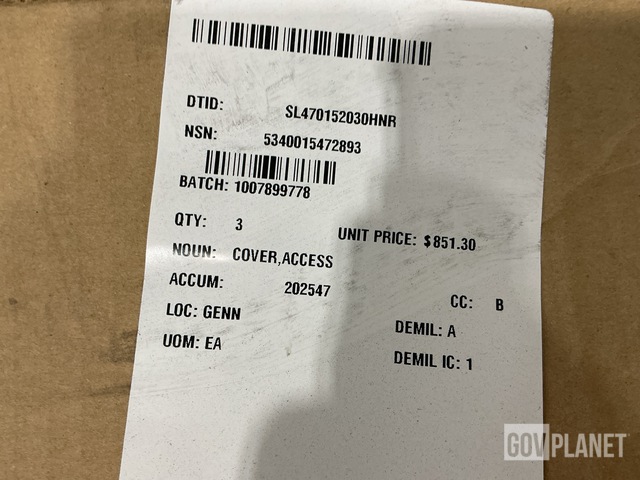 DTID: SL470152030HNR
NSN: 5340015472893
BATCH: 1007899778
QTY: 3 UNIT PRICE: $851.30
NOUN: COVER,ACCESS
ACCUM: 202547
CC: B
LOC: GENN
DEMIL: A
UOM: EA
DEMIL IC: 1
GOVPLANET